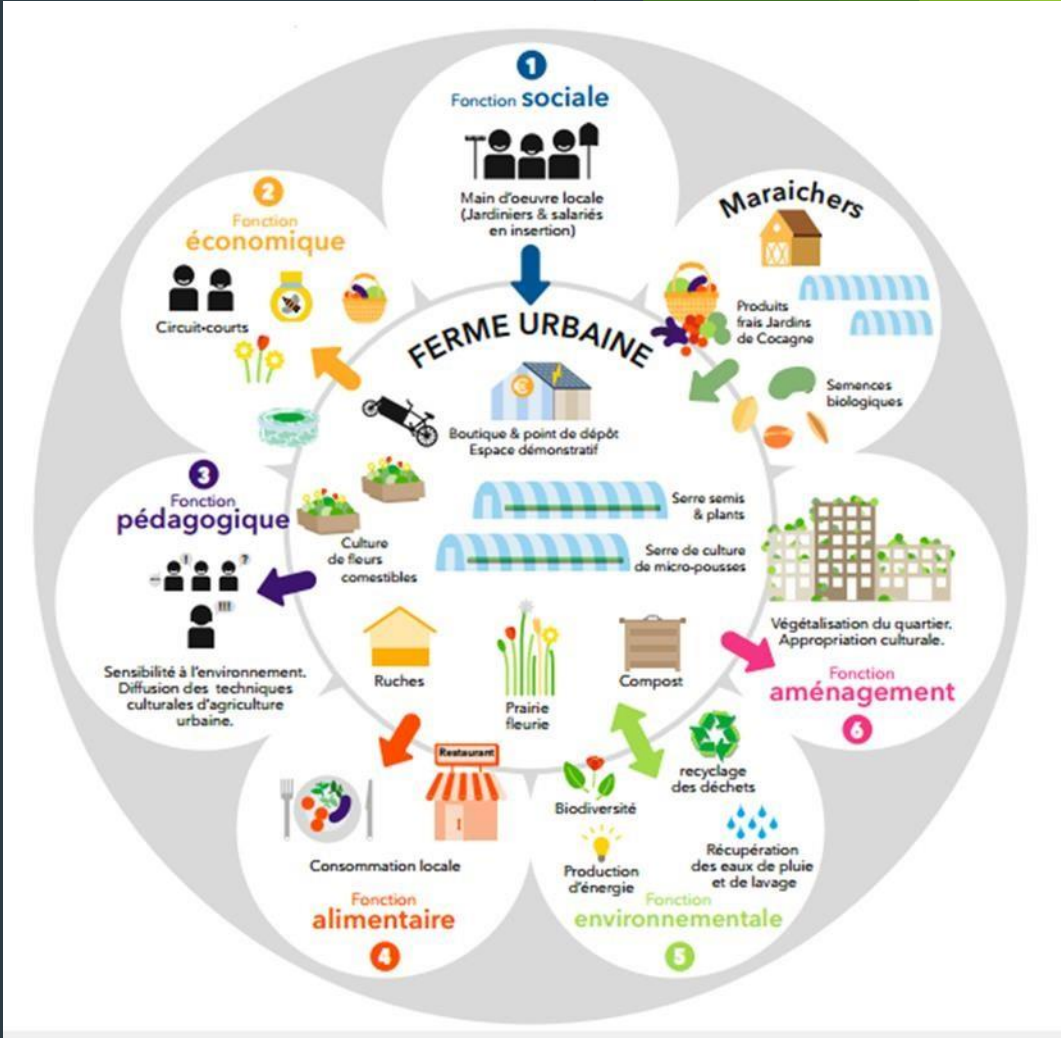 1
Fonction sociale
Main d'oeuvre locale
(Jardiniers & salariés
en insertion)
2
Fonction
économique
Circuit-courts
Maraichers
Produits
frais Jardins
de Cocagne
Semences
biologiques
FERME URBAINE
€
Boutique & point de dépôt
Espace démonstratif
Serre semis
& plants
Serre de culture
de micro-pousses
Culture
de fleurs
comestibles
Ruches
Prairie
fleurie
Compost
3
Fonction
pédagogique
!
?
!!!
Sensibilité à l'environnement.
Diffusion des techniques
culturales d'agriculture
urbaine.
Végétalisation du quartier.
Appropriation culturale.
Fonction
aménagement
6
Restaurant
Consommation locale
Fonction
alimentaire
4
recyclage
des déchets
Biodiversité
Production
d'énergie
Récupération
des eaux de pluie
et de lavage
Fonction
environnementale
5